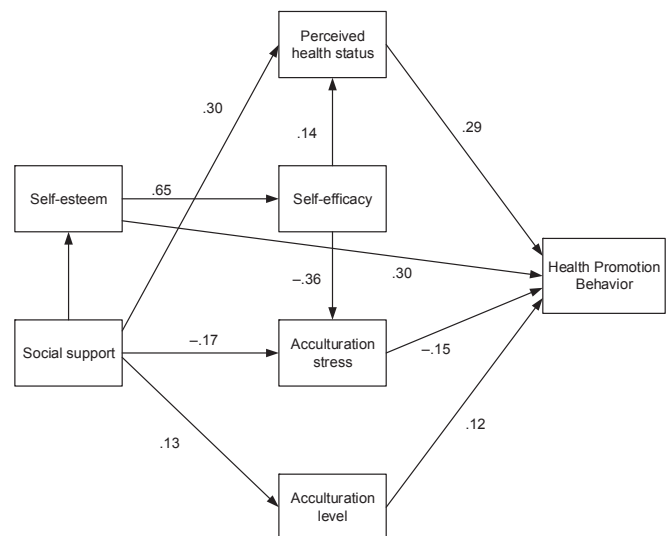 Perceived
health status
.30
.14
.29
Self-esteem
.65
Self-efficacy
–.36
.30
Health Promotion
Behavior
Social support
–.17
Acculturation
stress
–.15
.13
.12
Acculturation
level